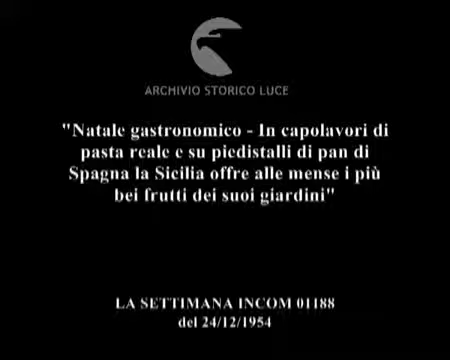 ARCHIVIO STORICO LUCE
"Natale gastronomico - In capolavori di
pasta reale e su piedistalli di pan di
Spagna la Sicilia offre alle mense i più
bei frutti dei suoi giardini"
LA SETTIMANA INCOM 01188
del 24/12/1954